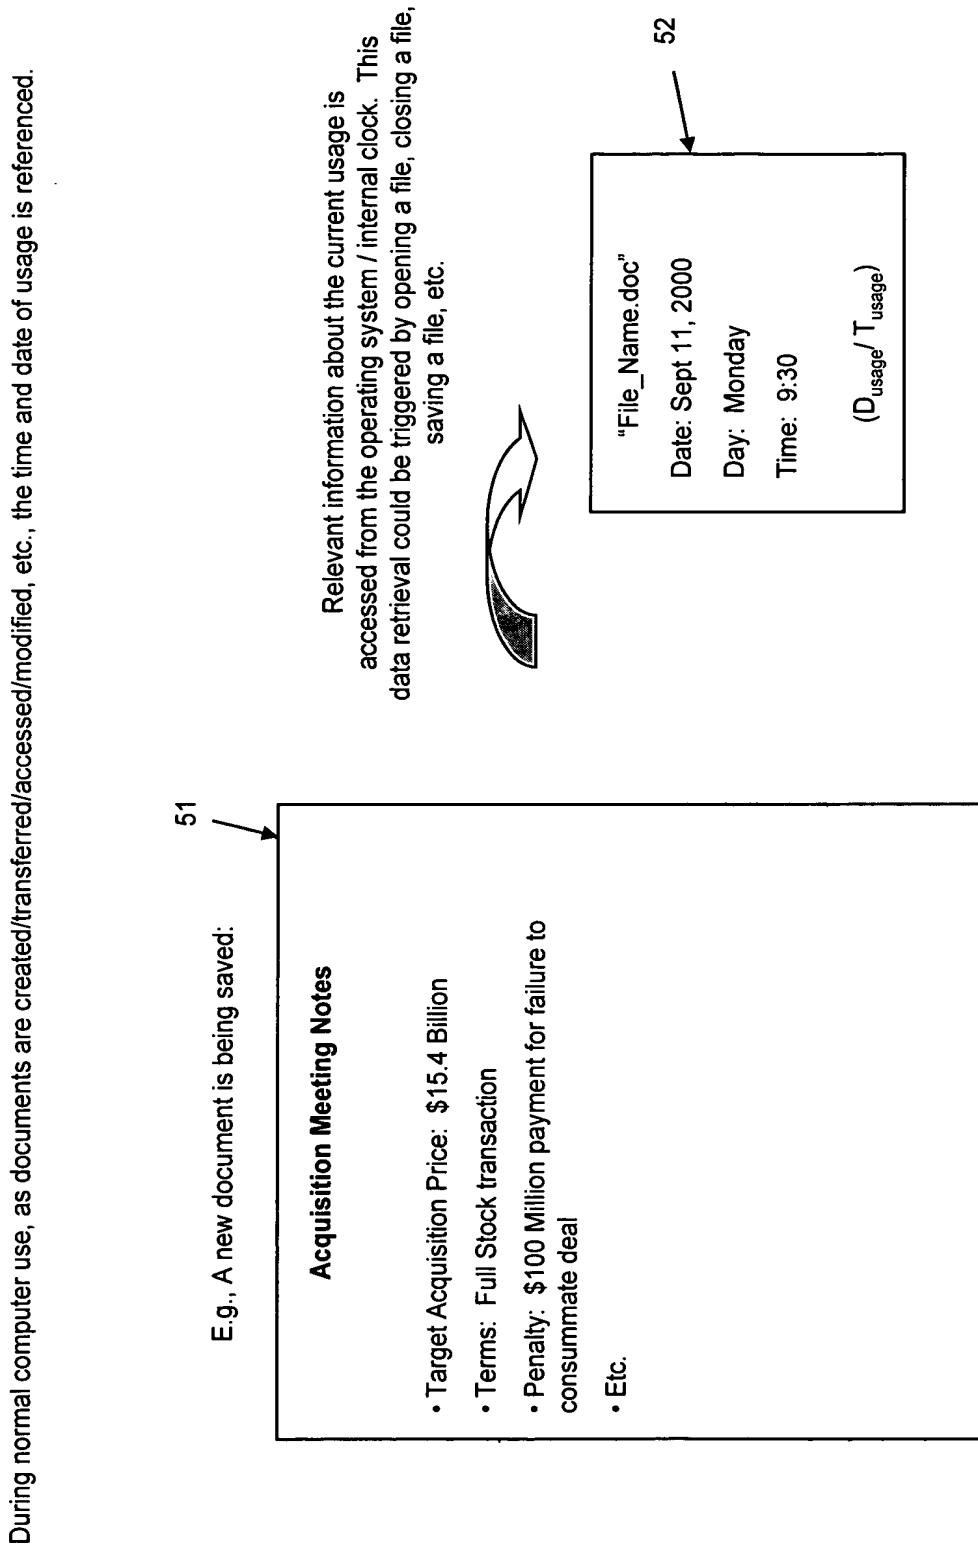 During normal computer use, as documents are created/transferred/accessed/modified, etc., the time and date of usage is referenced.
E.g., A new document is being saved:
51
Acquisition Meeting Notes
• Target Acquisition Price: $15.4 Billion
• Terms: Full Stock transaction
• Penalty: $100 Million payment for failure to
consummate deal
• Etc.
Relevant information about the current usage is
accessed from the operating system / internal clock. This
data retrieval could be triggered by opening a file, closing a file,
saving a file, etc.
52
"File_Name.doc"
Date: Sept 11, 2000
Day: Monday
Time: 9:30
(D_usage/ T_usage)